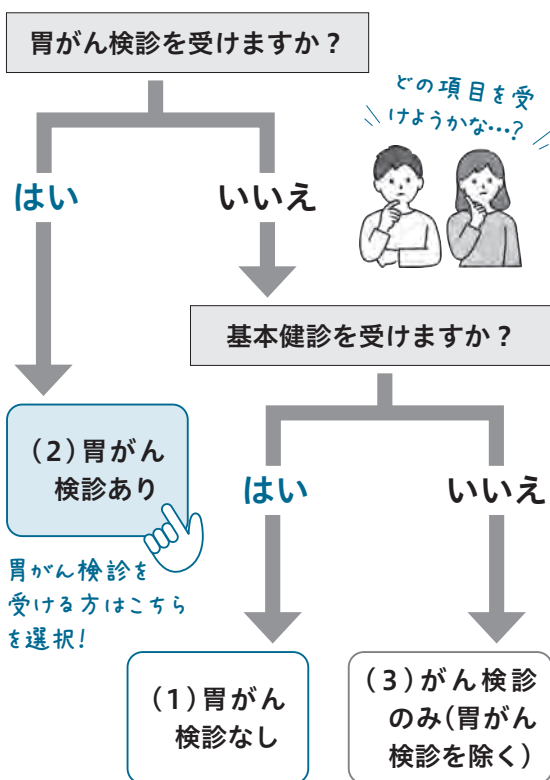 胃がん検診を受けますか？
どの項目を受
けようかな…？
はい
いいえ
基本健診を受けますか？
（2）胃がん
検診あり
胃がん検診を
受ける方はこちら
を選択！
はい
いいえ
（1）胃がん
検診なし
（3）がん検診
のみ（胃がん
検診を除く）